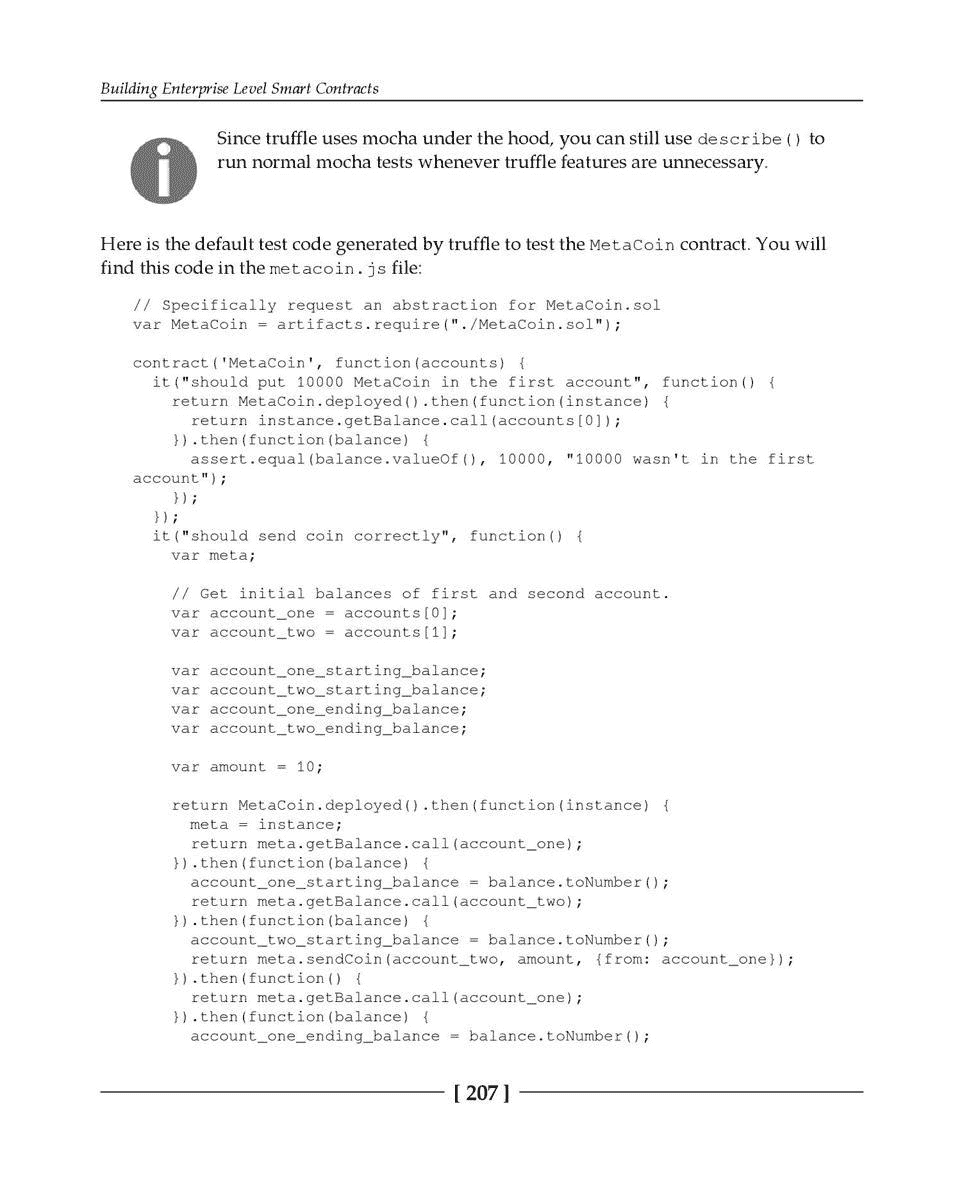 Building Enterprise Level Smart Contracts
Since truffle uses mocha under the hood, you can still use describe() to
run normal mocha tests whenever truffle features are unnecessary.
Here is the default test code generated by truffle to test the MetaCoin contract. You will
find this code in the metacoin.js file:
// Specifically request an abstraction for MetaCoin.sol
var MetaCoin = artifacts.require("./MetaCoin.sol");
contract('MetaCoin', function(accounts) {
it("should put 10000 MetaCoin in the first account", function() {
return MetaCoin.deployed().then(function(instance) {
return instance.getBalance.call(accounts[0]);
}).then(function(balance) {
assert.equal(balance.valueOf(), 10000, "10000 wasn't in the first
account");
});
});
it("should send coin correctly", function() {
var meta;
// Get initial balances of first and second account.
var account_one = accounts[0];
var account_two = accounts[1];
var account_one_starting_balance;
var account_two_starting_balance;
var account_one_ending_balance;
var account_two_ending_balance;
var amount = 10;
return MetaCoin.deployed().then(function(instance) {
meta = instance;
return meta.getBalance.call(account_one);
}).then(function(balance) {
account_one_starting_balance = balance.toNumber();
return meta.getBalance.call(account_two);
}).then(function(balance) {
account_two_starting_balance = balance.toNumber();
return meta.sendCoin(account_two, amount, {from: account_one});
}).then(function() {
return meta.getBalance.call(account_one);
}).then(function(balance) {
account_one_ending_balance = balance.toNumber();
[ 207 ]